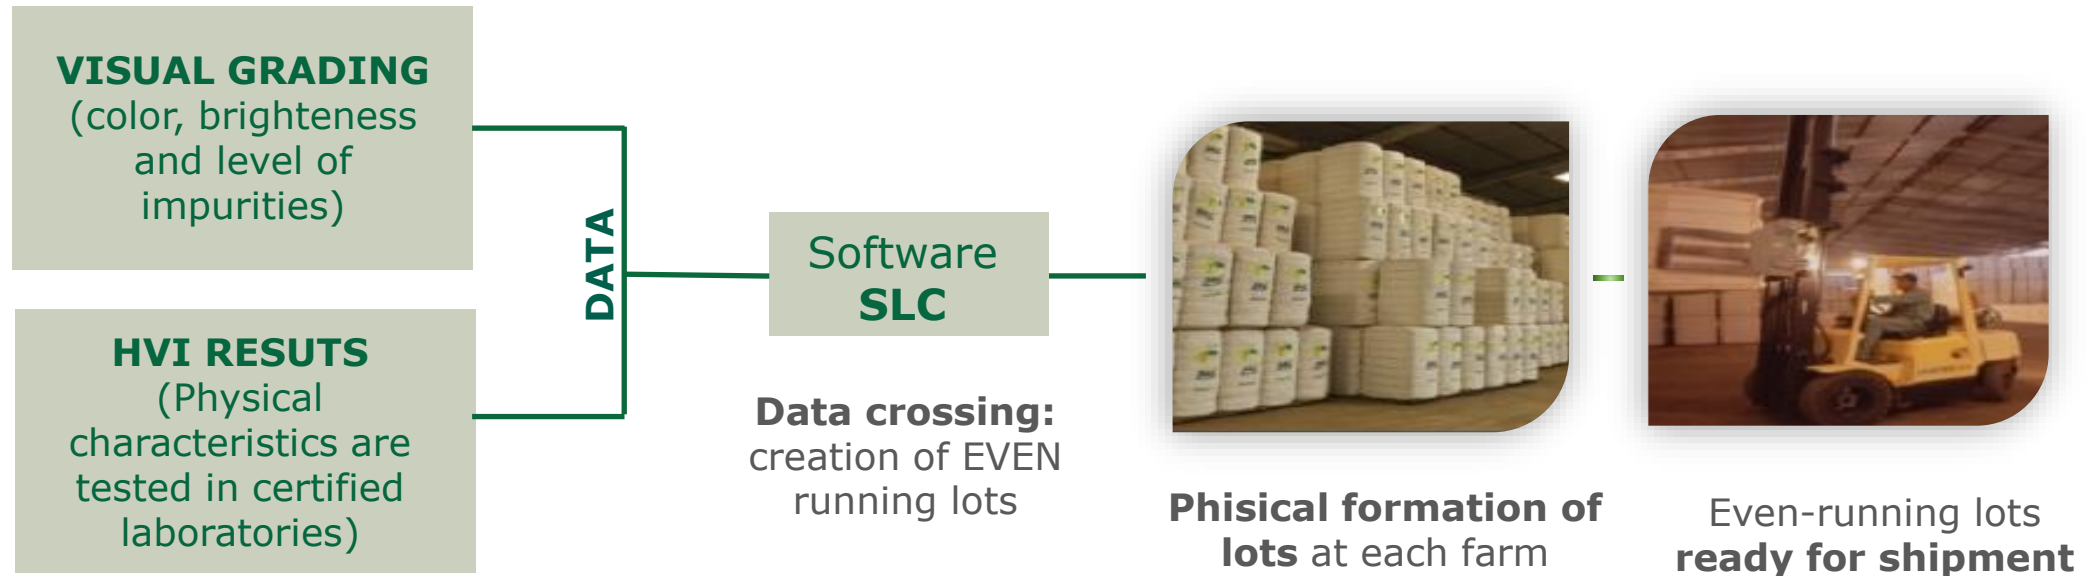 VISUAL GRADING
(color, brighteness
and level of
impurities)
HVI RESUTS
(Physical
characteristics are
tested in certified
laboratories)
DATA
Software
SLC
Data crossing:
creation of EVEN
running lots
Phisical formation of
lots at each farm
Even-running lots
ready for shipment